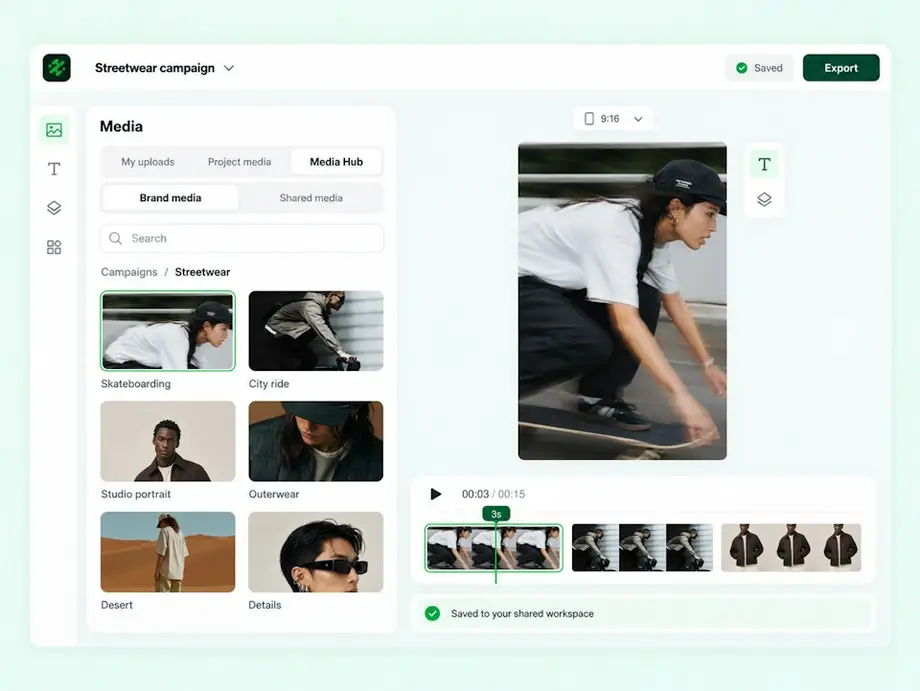 Streetwear campaign
Saved
Export
Media
My uploads
Project media
Media Hub
Brand media
Shared media
Search
Campaigns / Streetwear
Skateboarding
City ride
Studio portrait
Outerwear
Desert
Details
9:16
T
T
00:03 / 00:15
3s
Saved to your shared workspace